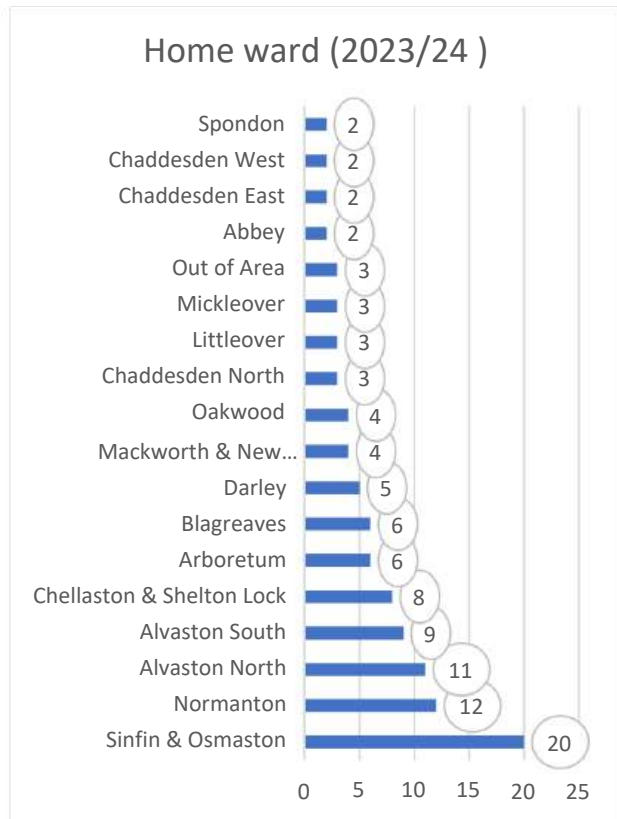 Home ward (2023/24 )
Spondon 2
Chaddesden West 2
Chaddesden East 2
Abbey 2
Out of Area 3
Mickleover 3
Littleover 3
Chaddesden North 3
Oakwood 4
Mackworth & New... 4
Darley 5
Blagreaves 6
Arboretum 6
Chellaston & Shelton Lock 8
Alvaston South 9
Alvaston North 11
Normanton 12
Sinfin & Osmaston 20
0 5 10 15 20 25